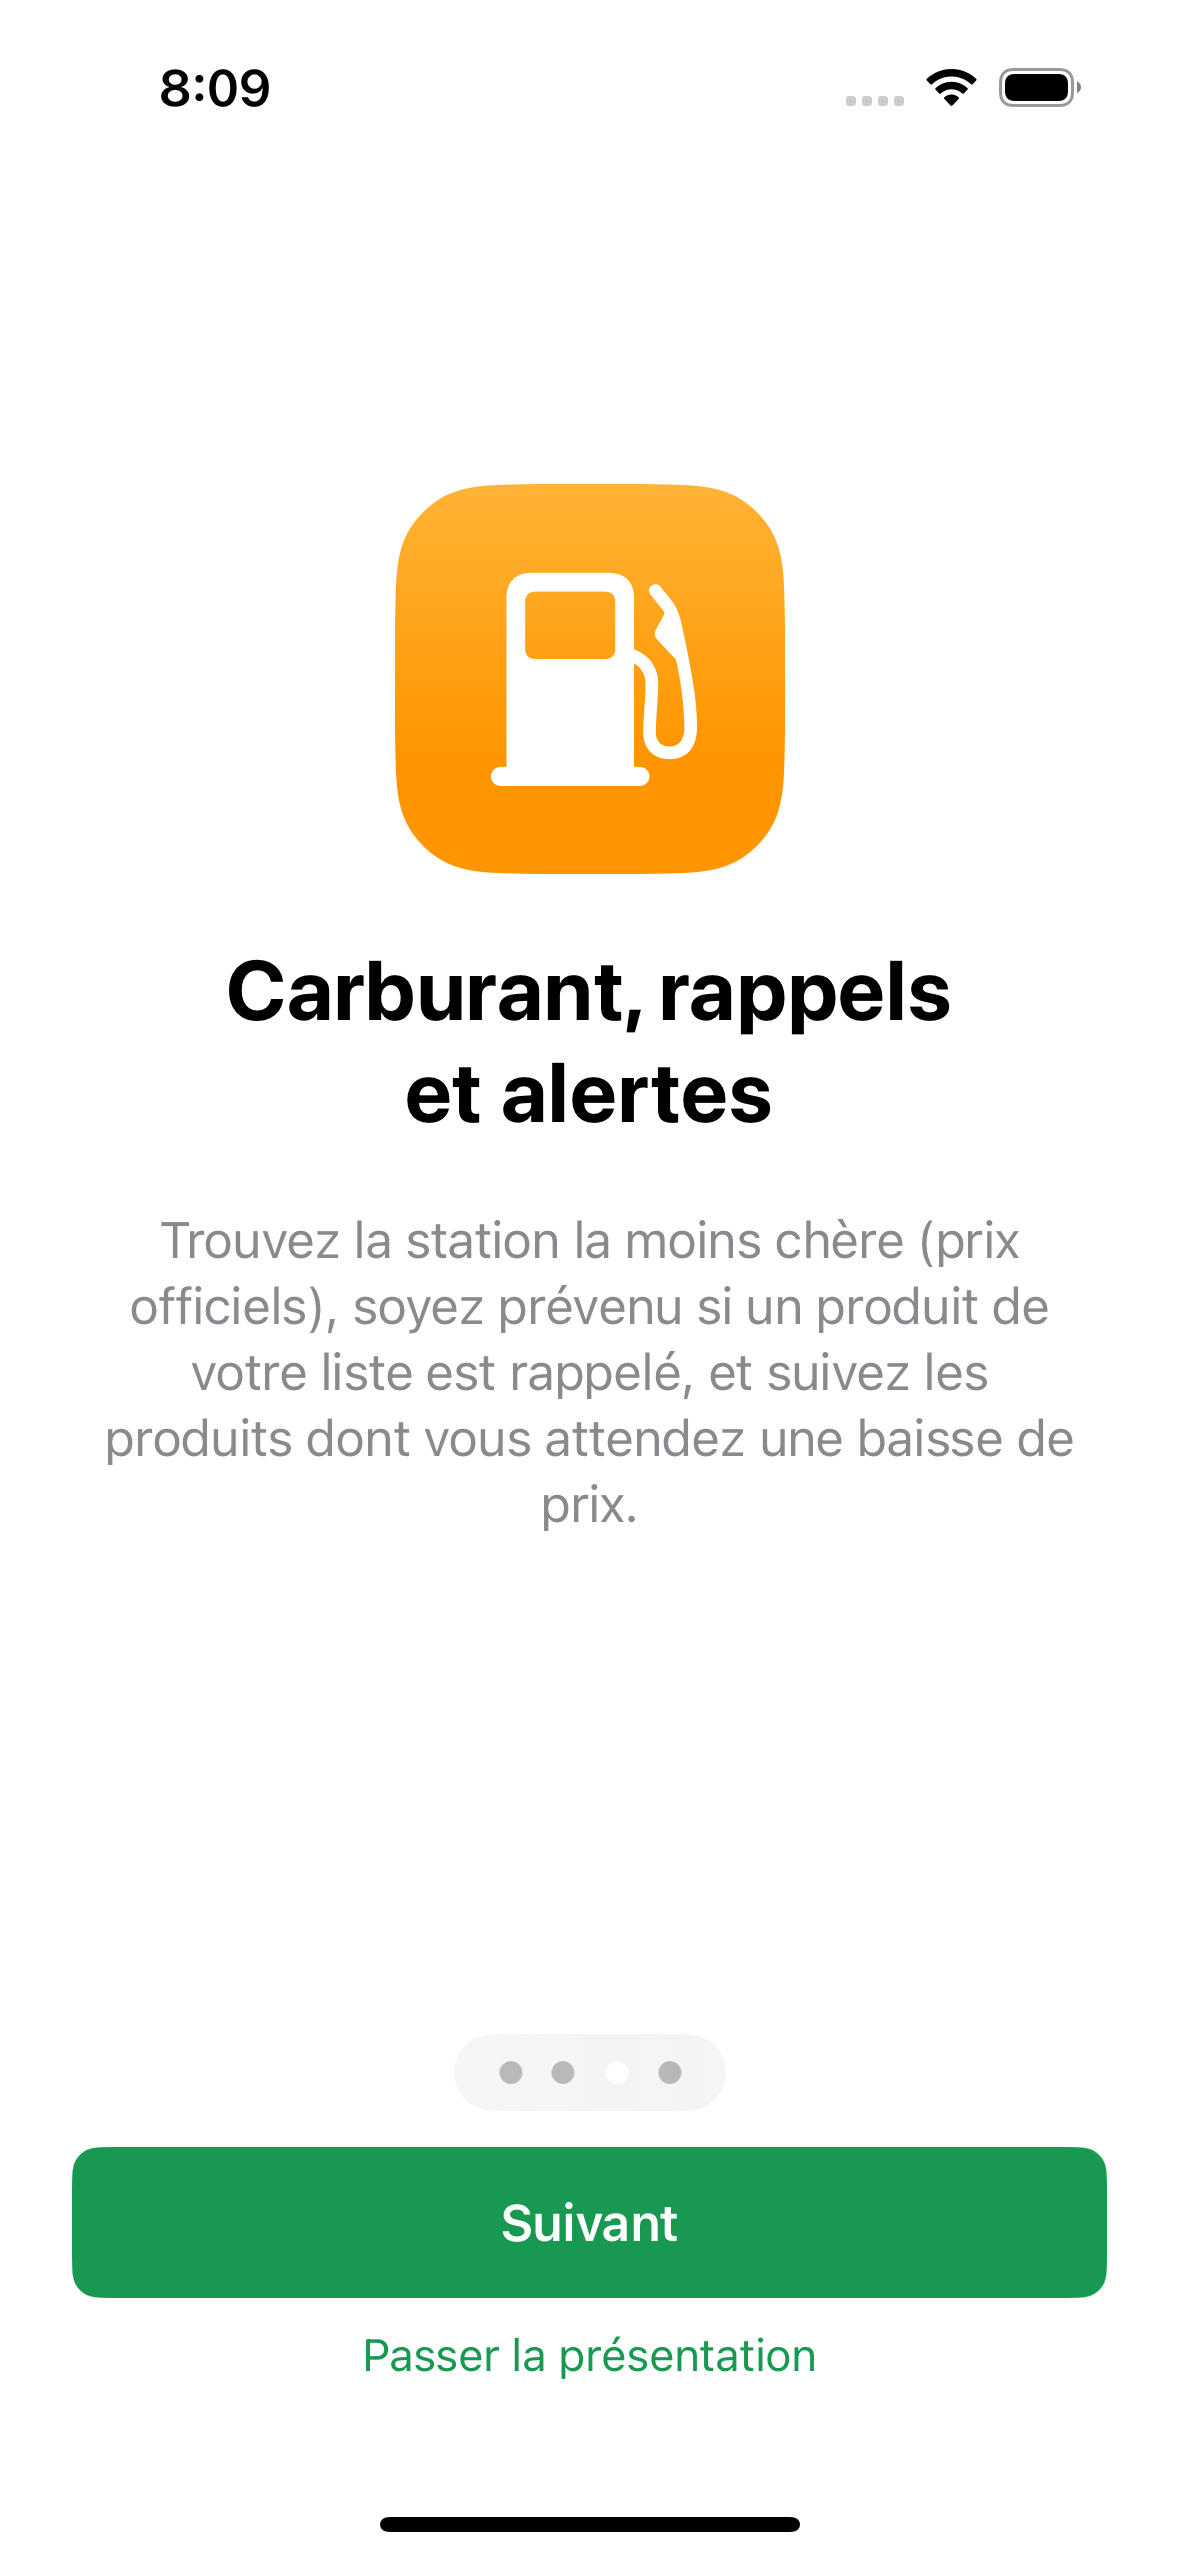 8:09
Carburant, rappels
et alertes
Trouvez la station la moins chère (prix
officiels), soyez prévenu si un produit de
votre liste est rappelé, et suivez les
produits dont vous attendez une baisse de
prix.
Suivant
Passer la présentation